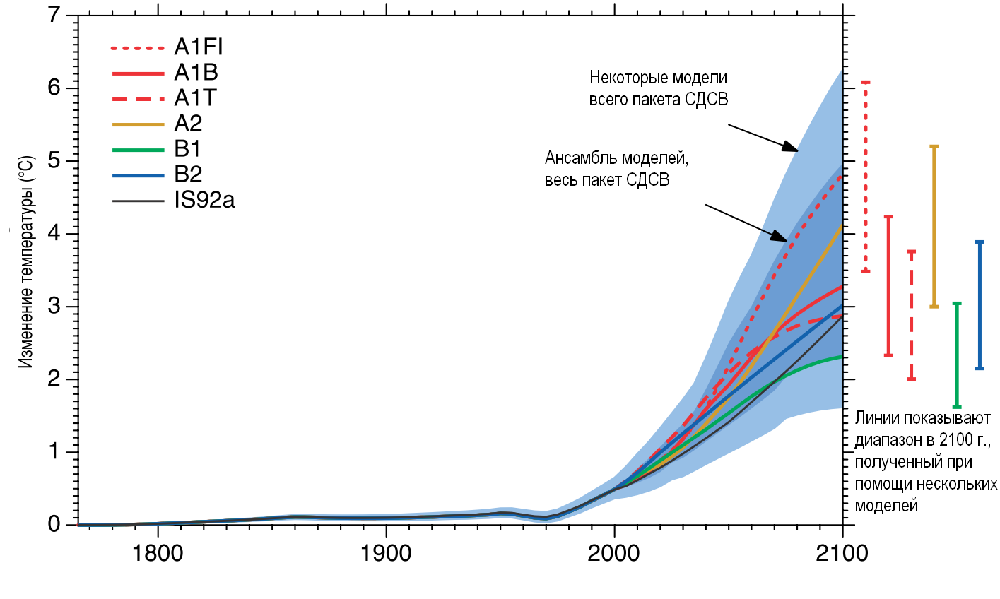 7
6
5
4
3
2
1
0
Изменение температуры (°C)
A1FI
A1B
A1T
A2
B1
B2
IS92a
Некоторые модели
всего пакета СДСВ
Ансамбль моделей,
весь пакет СДСВ
Линии показывают
диапазон в 2100 г.,
полученный при
помощи нескольких
моделей
1800
1900
2000
2100